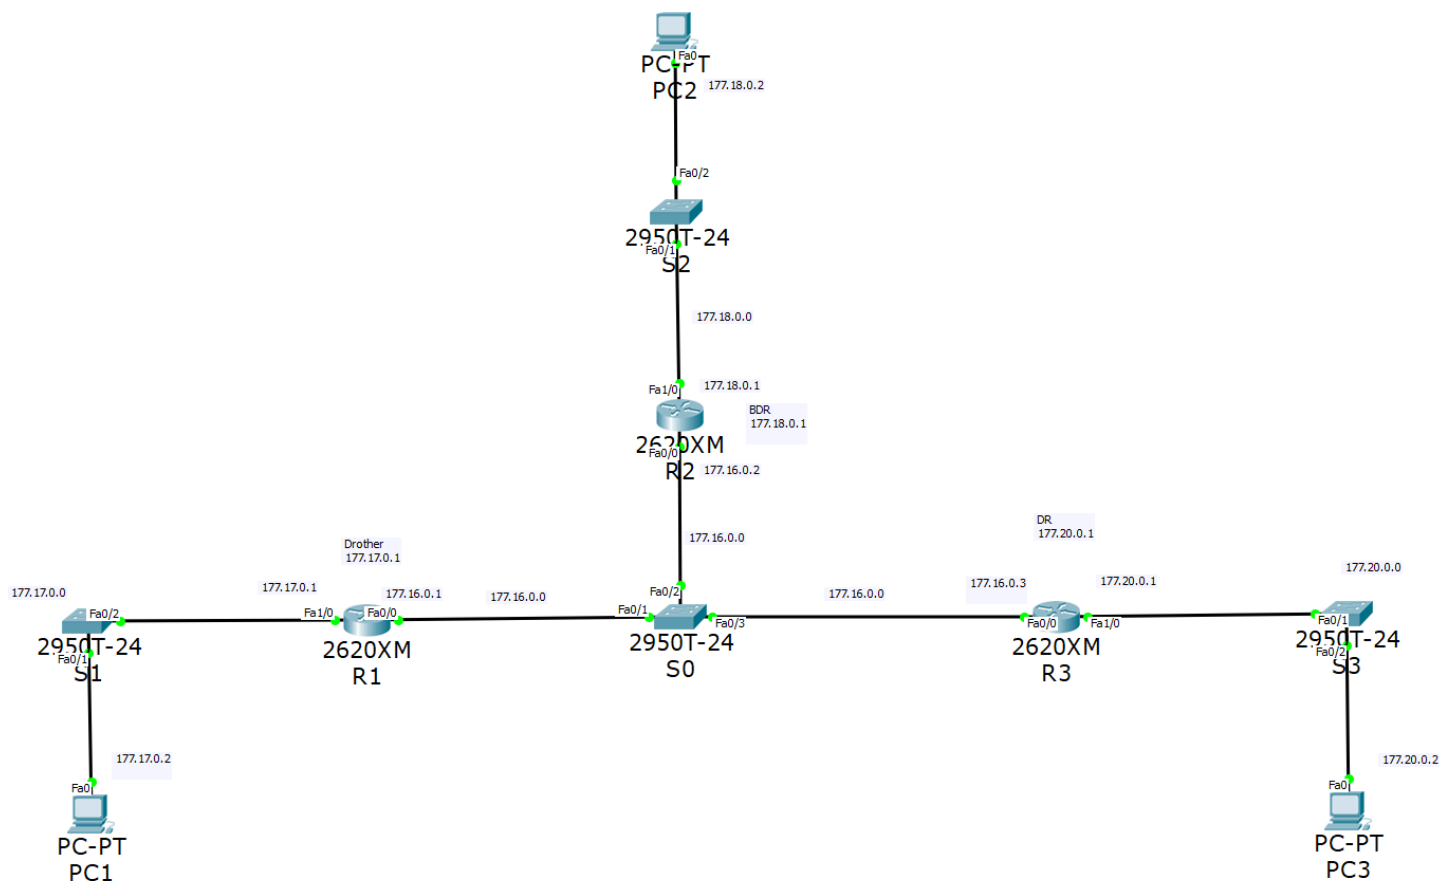 Fa0
PC-PT
PC2
177.18.0.2
Fa0/2
2950T-24
Fa0/1
S2
177.18.0.0
Fa1/0
177.18.0.1
BDR
177.18.0.1
2620XM
Fa0/0
R2
177.16.0.2
177.16.0.0
Fa0/2
Drother
177.17.0.1
177.17.0.0
Fa0/2
2950T-24
Fa0/1
S1
177.17.0.1
Fa1/0
177.16.0.1
Fa0/0
2620XM
R1
177.16.0.0
Fa0/1
Fa0/3
2950T-24
S0
177.16.0.0
DR
177.20.0.1
177.16.0.3
177.20.0.1
Fa0/0
Fa1/0
2620XM
R3
177.20.0.0
Fa0/1
2950T-24
Fa0/2
S3
177.17.0.2
Fa0
PC-PT
PC1
177.20.0.2
Fa0
PC-PT
PC3